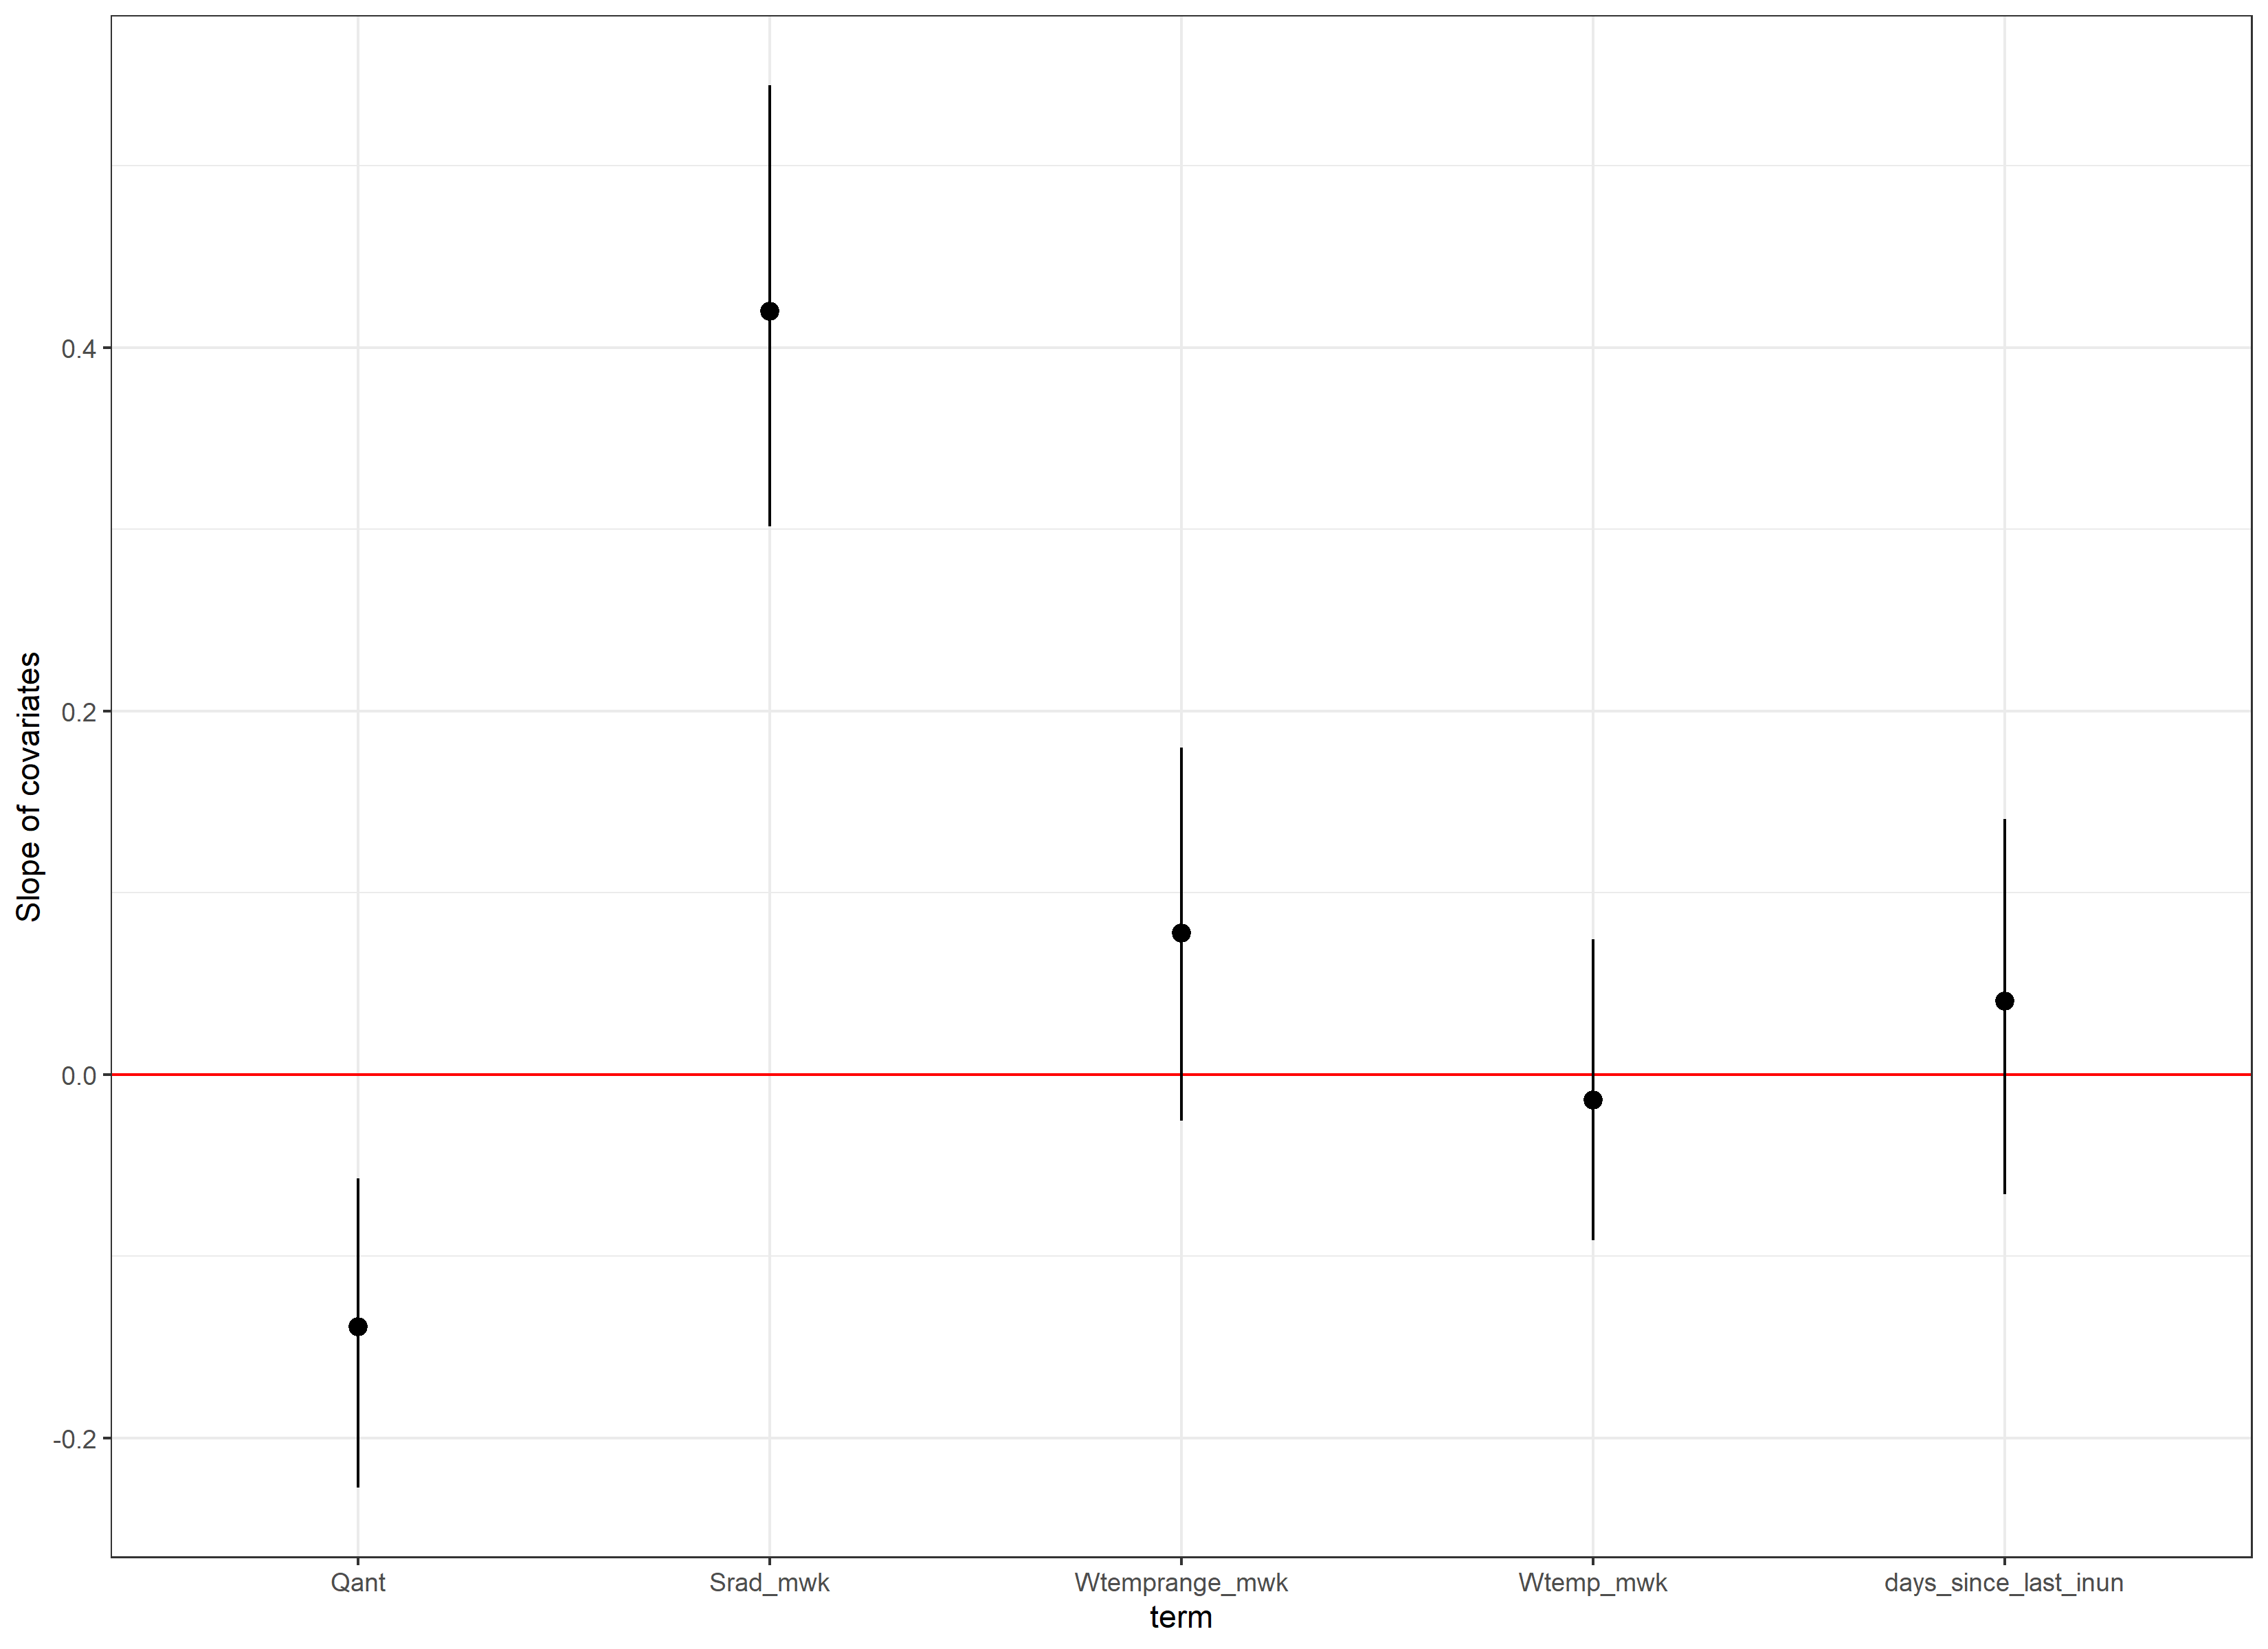 Slope of covariates
0.4
0.2
0.0
-0.2
Qant Srad_mwk Wtemprange_mwk Wtemp_mwk days_since_last_inun
term